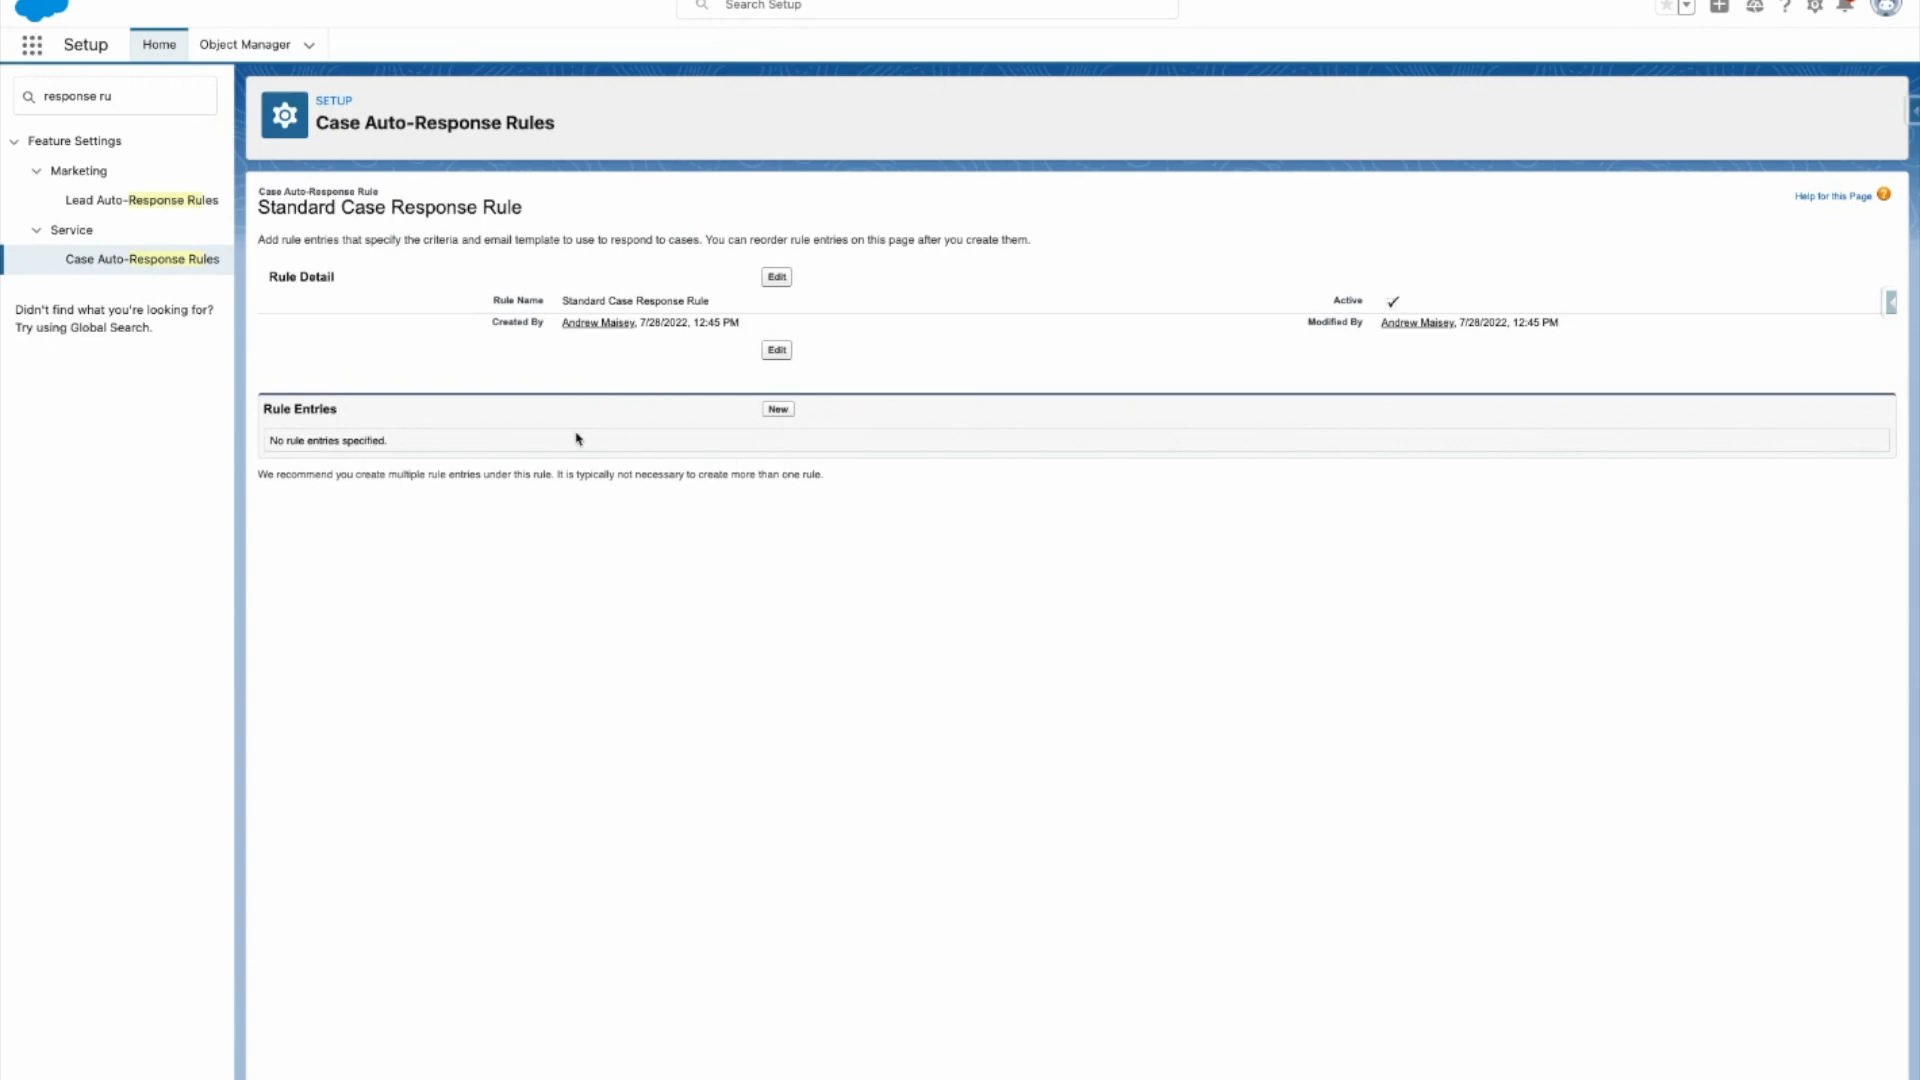 Search Setup
Setup
Home
Object Manager
response ru
Feature Settings
Marketing
Lead Auto-Response Rules
Service
Case Auto-Response Rules
Didn't find what you're looking for?
Try using Global Search.
SETUP
Case Auto-Response Rules
Case Auto-Response Rule
Standard Case Response Rule
Help for this Page
Add rule entries that specify the criteria and email template to use to respond to cases. You can reorder rule entries on this page after you create them.
Rule Detail
Edit
Rule Name Standard Case Response Rule Active
Created By Andrew Maisey, 7/28/2022, 12:45 PM Modified By Andrew Maisey, 7/28/2022, 12:45 PM
Edit
Rule Entries
New
No rule entries specified.
We recommend you create multiple rule entries under this rule. It is typically not necessary to create more than one rule.